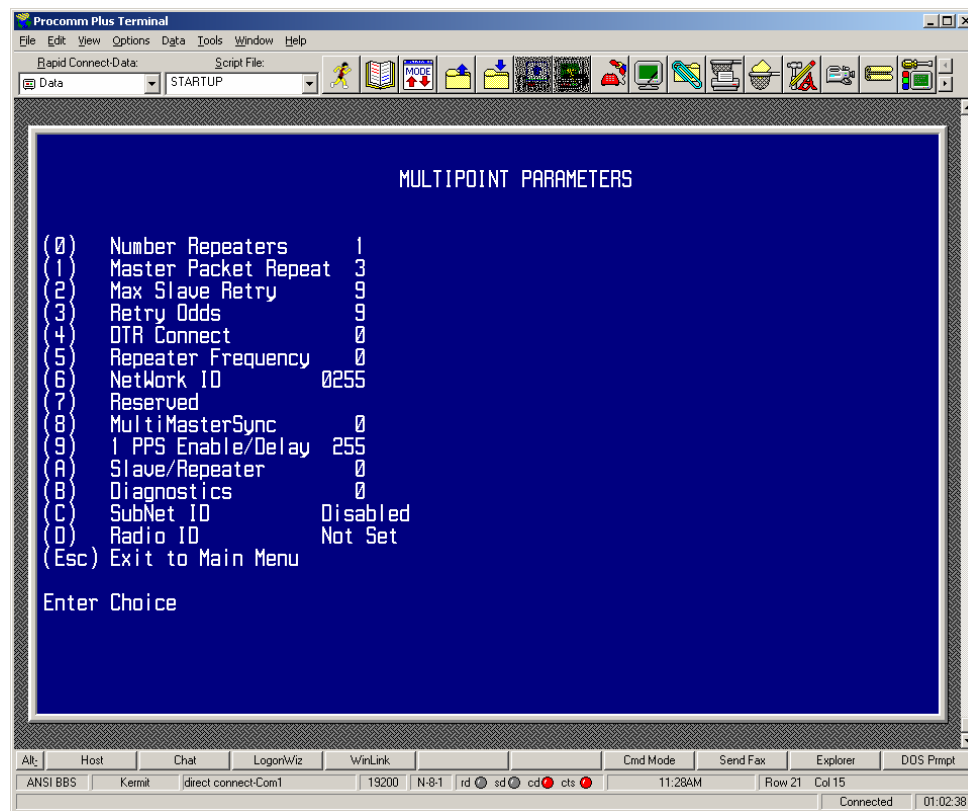 Procomm Plus Terminal
File Edit View Options Data Tools Window Help
Rapid Connect-Data: Script File:
Data STARTUP MODE
MULTIPOINT PARAMETERS
(0) Number Repeaters 1
(1) Master Packet Repeat 3
(2) Max Slave Retry 9
(3) Retry Odds 9
(4) DTR Connect 0
(5) Repeater Frequency 0
(6) NetWork ID 0255
(7) Reserved
(8) MultiMasterSync 0
(9) 1 PPS Enable/Delay 255
(A) Slave/Repeater 0
(B) Diagnostics 0
(C) SubNet ID Disabled
(D) Radio ID Not Set
(Esc) Exit to Main Menu
Enter Choice
Alt: Host Chat LogonWiz WinLink Cmd Mode Send Fax Explorer DOS Prmpt
ANSI BBS Kermit direct connect-Com1 19200 N-8-1 rd sd cd cts 11:28AM Row 21 Col 15
Connected 01:02:38